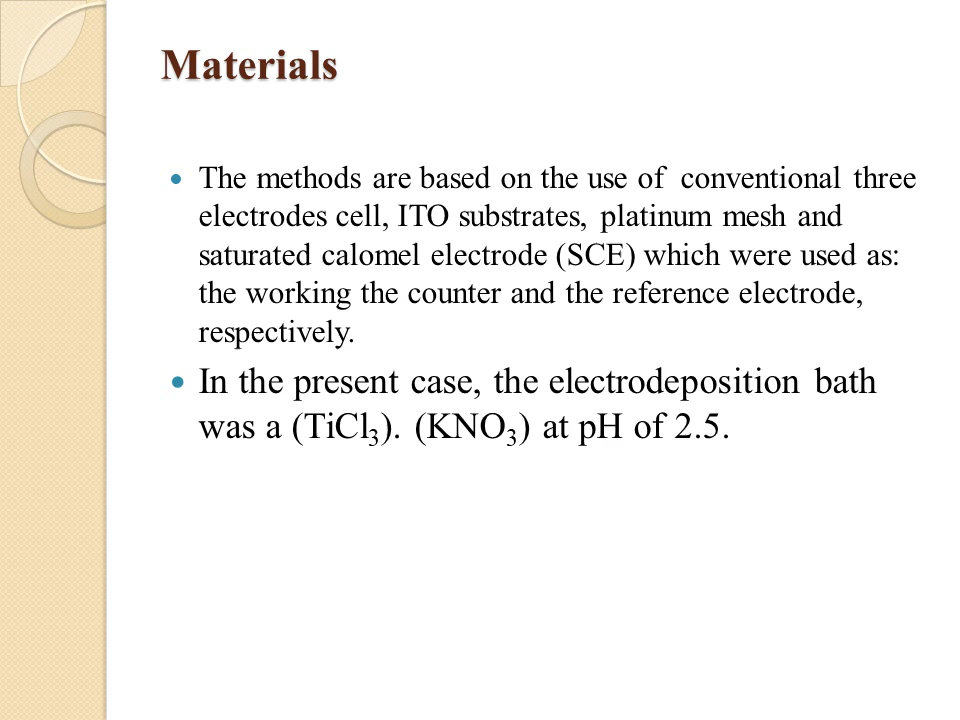 Materials
• The methods are based on the use of  conventional three
electrodes cell, ITO substrates, platinum mesh and
saturated calomel electrode (SCE) which were used as:
the working the counter and the reference electrode,
respectively.
• In the present case, the electrodeposition bath
was a (TiCl₃). (KNO₃) at pH of 2.5.